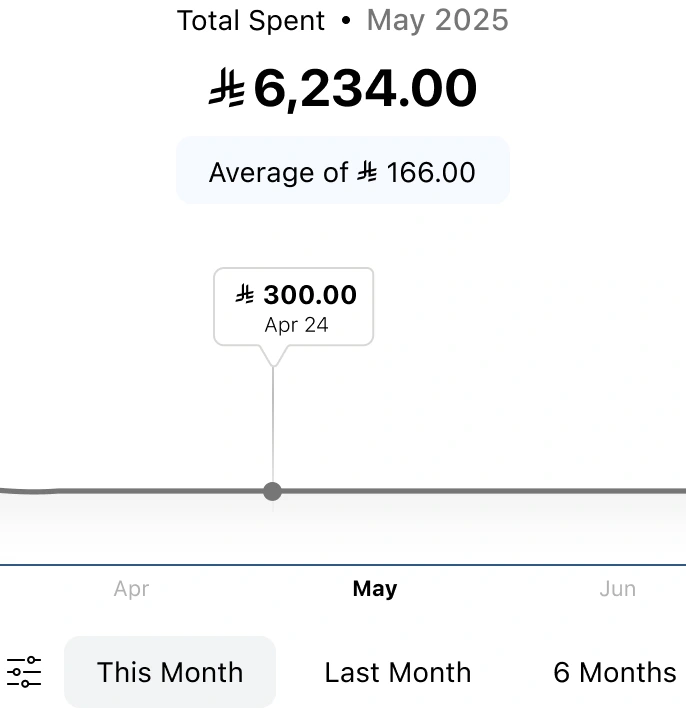 Total Spent • May 2025
⃁ 6,234.00
Average of ⃁ 166.00
⃁ 300.00
Apr 24
Apr May Jun
This Month Last Month 6 Months